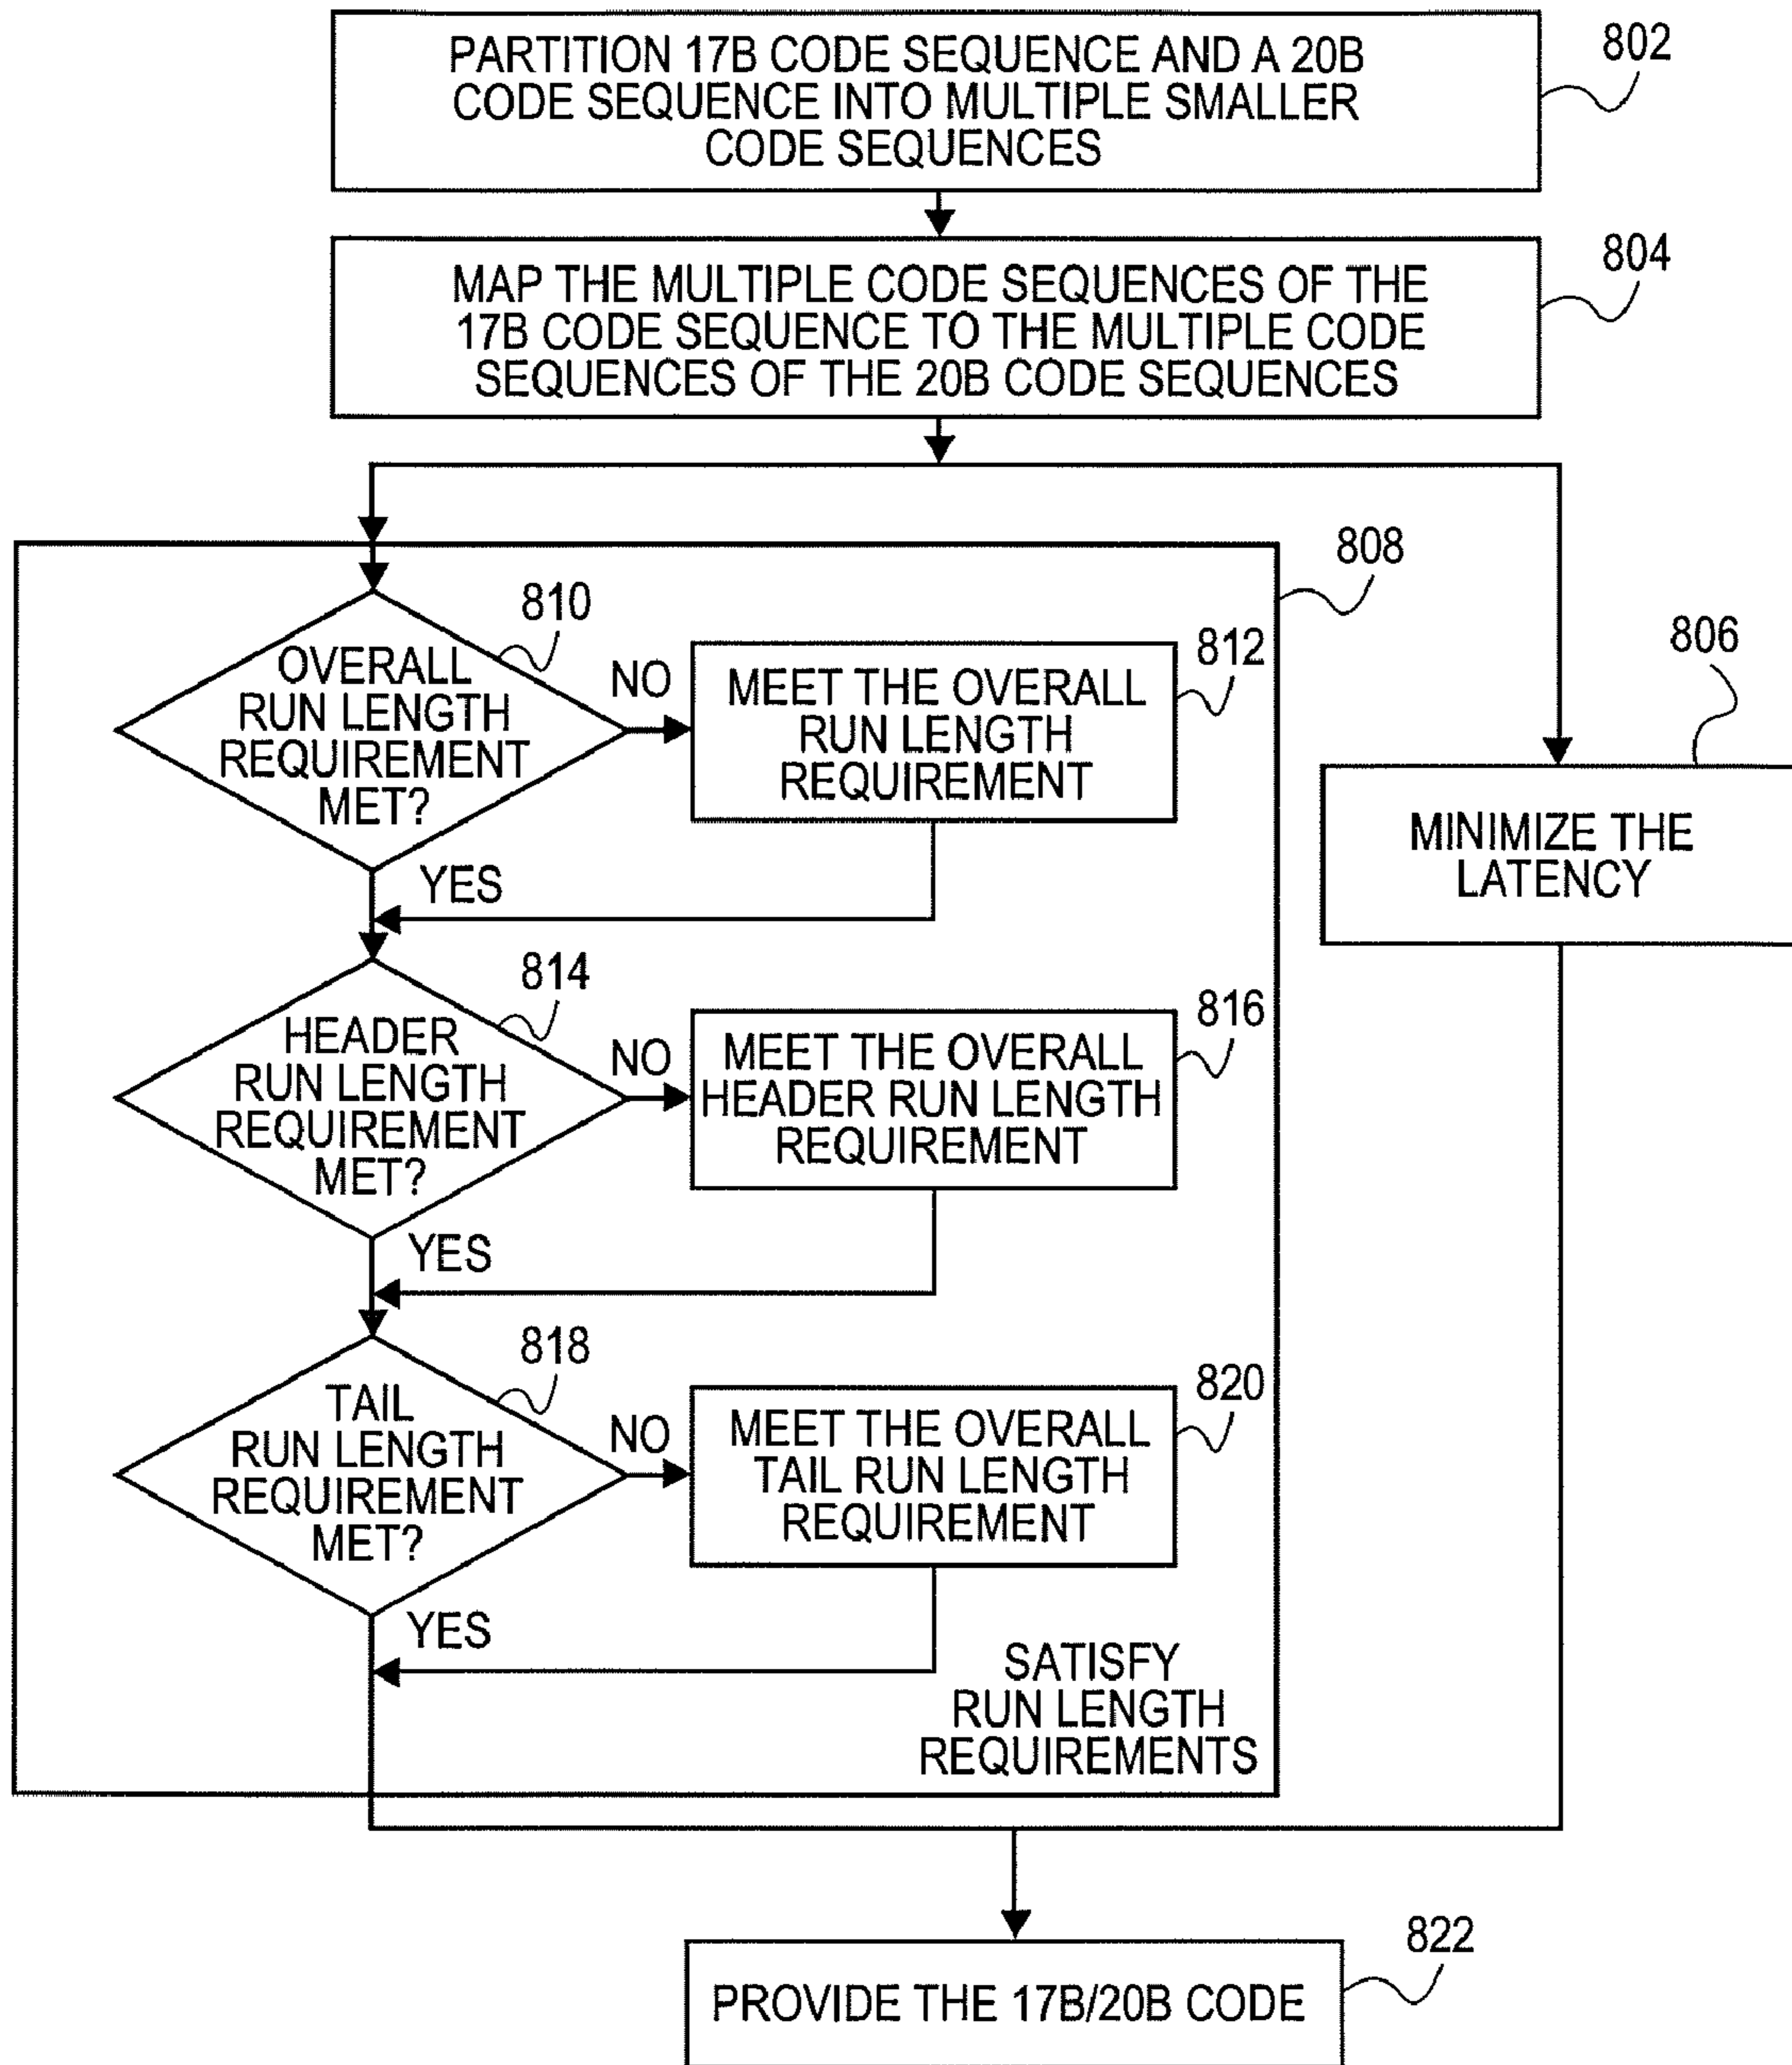 PARTITION 17B CODE SEQUENCE AND A 20B
CODE SEQUENCE INTO MULTIPLE SMALLER
CODE SEQUENCES
802
MAP THE MULTIPLE CODE SEQUENCES OF THE
17B CODE SEQUENCE TO THE MULTIPLE CODE
SEQUENCES OF THE 20B CODE SEQUENCES
804
808
810
OVERALL
RUN LENGTH
REQUIREMENT
MET?
NO
YES
MEET THE OVERALL
RUN LENGTH
REQUIREMENT
812
806
MINIMIZE THE
LATENCY
814
HEADER
RUN LENGTH
REQUIREMENT
MET?
NO
YES
MEET THE OVERALL
HEADER RUN LENGTH
REQUIREMENT
816
818
TAIL
RUN LENGTH
REQUIREMENT
MET?
NO
YES
MEET THE OVERALL
TAIL RUN LENGTH
REQUIREMENT
820
SATISFY
RUN LENGTH
REQUIREMENTS
PROVIDE THE 17B/20B CODE
822